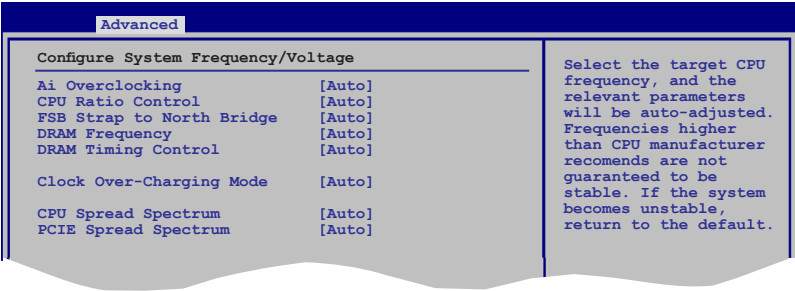 Advanced
Configure System Frequency/Voltage
Ai Overclocking [Auto]
CPU Ratio Control [Auto]
FSB Strap to North Bridge [Auto]
DRAM Frequency [Auto]
DRAM Timing Control [Auto]
Clock Over-Charging Mode [Auto]
CPU Spread Spectrum [Auto]
PCIE Spread Spectrum [Auto]
Select the target CPU
frequency, and the
relevant parameters
will be auto-adjusted.
Frequencies higher
than CPU manufacturer
recomends are not
guaranteed to be
stable. If the system
becomes unstable,
return to the default.